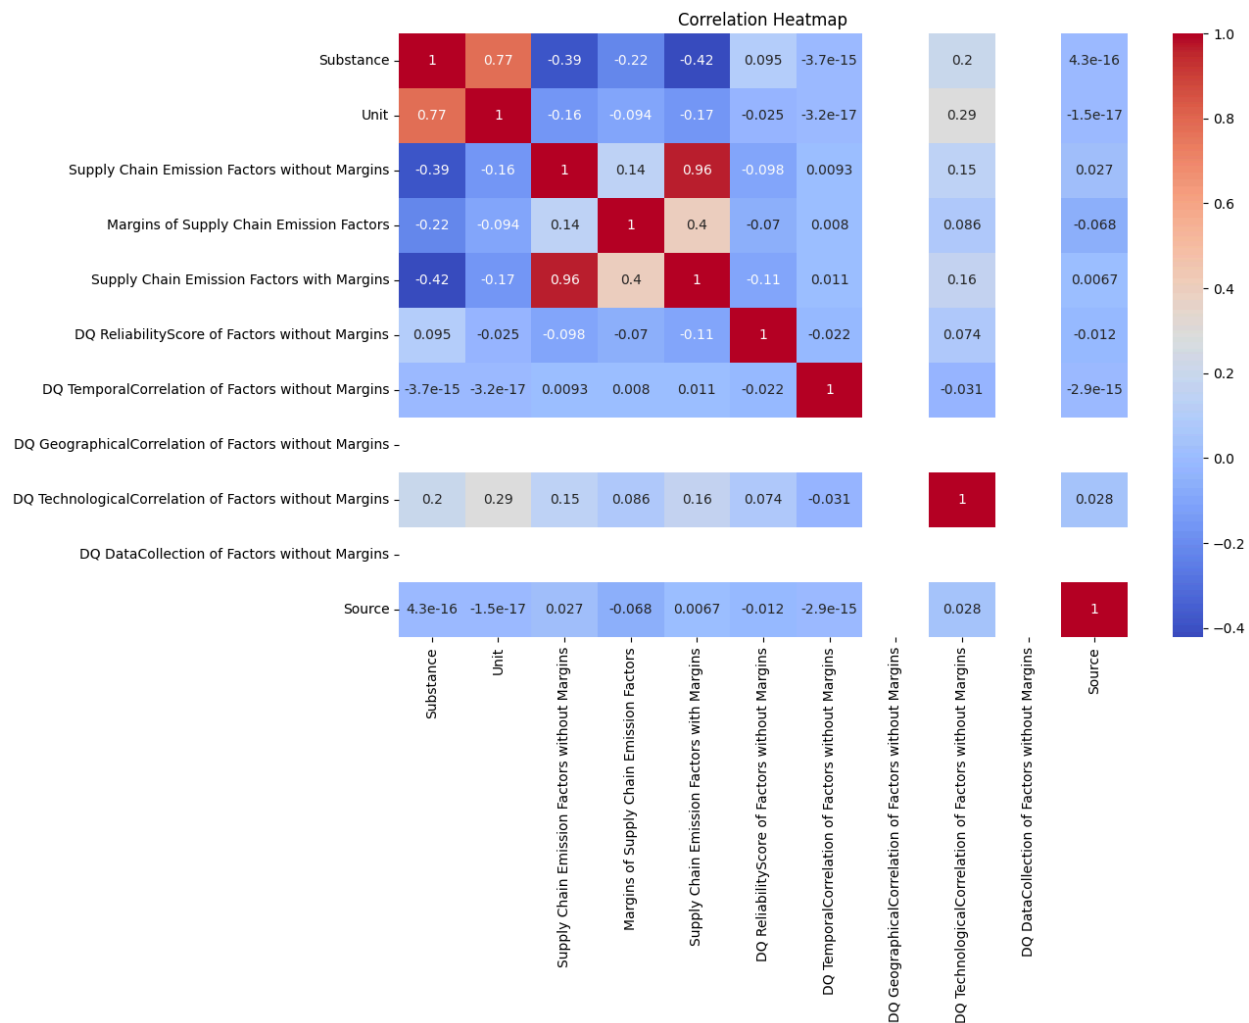 Correlation Heatmap
Substance 1 0.77 -0.39 -0.22 -0.42 0.095 -3.7e-15 0.2 4.3e-16
Unit 0.77 1 -0.16 -0.094 -0.17 -0.025 -3.2e-17 0.29 -1.5e-17
Supply Chain Emission Factors without Margins -0.39 -0.16 1 0.14 0.96 -0.098 0.0093 0.15 0.027
Margins of Supply Chain Emission Factors -0.22 -0.094 0.14 1 0.4 -0.07 0.008 0.086 -0.068
Supply Chain Emission Factors with Margins -0.42 -0.17 0.96 0.4 1 -0.11 0.011 0.16 0.0067
DQ ReliabilityScore of Factors without Margins 0.095 -0.025 -0.098 -0.07 -0.11 1 -0.022 0.074 -0.012
DQ TemporalCorrelation of Factors without Margins -3.7e-15 -3.2e-17 0.0093 0.008 0.011 -0.022 1 -0.031 -2.9e-15
DQ GeographicalCorrelation of Factors without Margins
DQ TechnologicalCorrelation of Factors without Margins 0.2 0.29 0.15 0.086 0.16 0.074 -0.031 1 0.028
DQ DataCollection of Factors without Margins
Source 4.3e-16 -1.5e-17 0.027 -0.068 0.0067 -0.012 -2.9e-15 0.028 1
Substance
Unit
Supply Chain Emission Factors without Margins
Margins of Supply Chain Emission Factors
Supply Chain Emission Factors with Margins
DQ ReliabilityScore of Factors without Margins
DQ TemporalCorrelation of Factors without Margins
DQ GeographicalCorrelation of Factors without Margins
DQ TechnologicalCorrelation of Factors without Margins
DQ DataCollection of Factors without Margins
Source
1.0
0.8
0.6
0.4
0.2
0.0
−0.2
−0.4